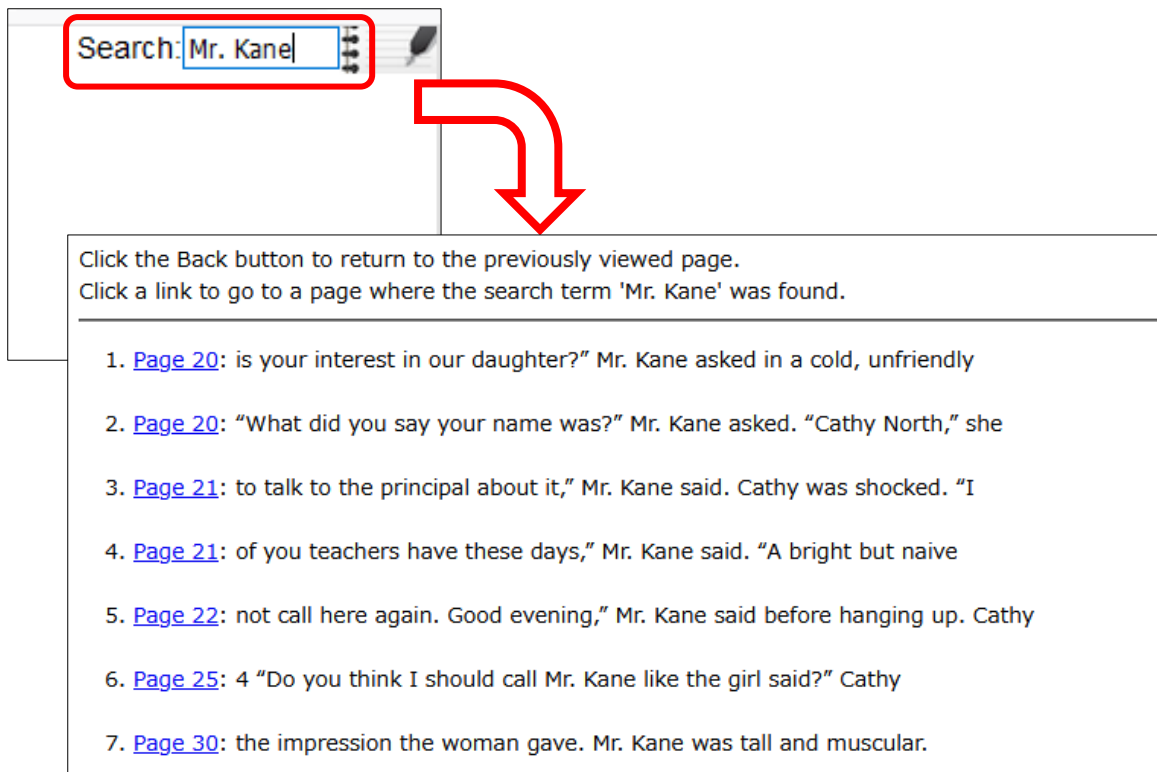 Search: Mr. Kane
Click the Back button to return to the previously viewed page.
Click a link to go to a page where the search term 'Mr. Kane' was found.
1. Page 20: is your interest in our daughter?” Mr. Kane asked in a cold, unfriendly
2. Page 20: “What did you say your name was?” Mr. Kane asked. “Cathy North,” she
3. Page 21: to talk to the principal about it,” Mr. Kane said. Cathy was shocked. “I
4. Page 21: of you teachers have these days,” Mr. Kane said. “A bright but naive
5. Page 22: not call here again. Good evening,” Mr. Kane said before hanging up. Cathy
6. Page 25: 4 “Do you think I should call Mr. Kane like the girl said?” Cathy
7. Page 30: the impression the woman gave. Mr. Kane was tall and muscular.